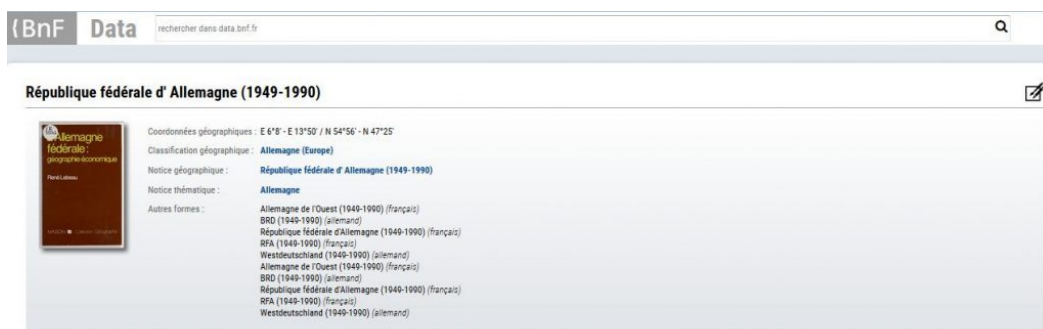 BnF Data rechercher dans data.bnf.fr
République fédérale d' Allemagne (1949-1990)
Allemagne
fédérale :
géographie économique
René Lebeau
Coordonnées géographiques : E 6°8' - E 13°50' / N 54°56' - N 47°25'
Classification géographique : Allemagne (Europe)
Notice géographique : République fédérale d' Allemagne (1949-1990)
Notice thématique : Allemagne
Autres formes : Allemagne de l'Ouest (1949-1990) (français)
BRD (1949-1990) (allemand)
République fédérale d'Allemagne (1949-1990) (français)
RFA (1949-1990) (français)
Westdeutschland (1949-1990) (allemand)
Allemagne de l'Ouest (1949-1990) (français)
BRD (1949-1990) (allemand)
République fédérale d'Allemagne (1949-1990) (français)
RFA (1949-1990) (français)
Westdeutschland (1949-1990) (allemand)